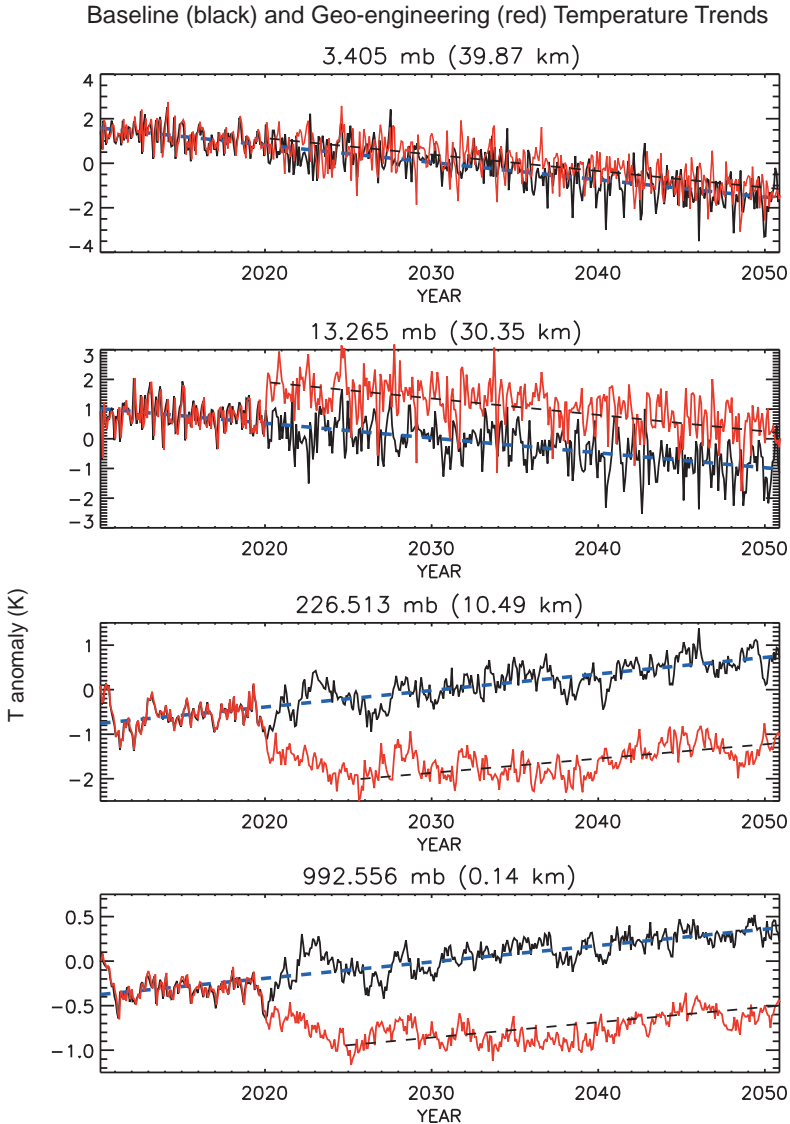 Baseline (black) and Geo-engineering (red) Temperature Trends
3.405 mb (39.87 km)
4
2
0
−2
−4
2020 2030 2040 2050
YEAR
13.265 mb (30.35 km)
3
2
1
0
−1
−2
−3
2020 2030 2040 2050
YEAR
T anomaly (K)
226.513 mb (10.49 km)
1
0
−1
−2
2020 2030 2040 2050
YEAR
992.556 mb (0.14 km)
0.5
0.0
−0.5
−1.0
2020 2030 2040 2050
YEAR